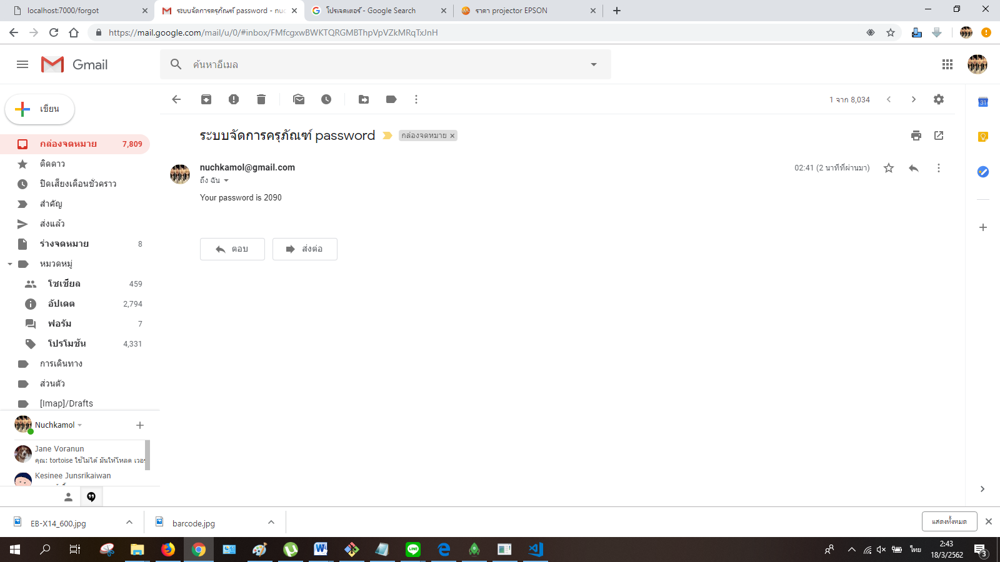 localhost:7000/forgot
ระบบจัดการครุภัณฑ์ password - nuc
โปรเจคเตอร์ - Google Search
ราคา projector EPSON
https://mail.google.com/mail/u/0/#inbox/FMfcgxwBWKTQRGMBThpVpVZkMRqTxJnH
Gmail
ค้นหาอีเมล
เขียน
1 จาก 8,034
31
กล่องจดหมาย 7,809
ติดดาว
ปิดเสียงเตือนชั่วคราว
สำคัญ
ส่งแล้ว
ร่างจดหมาย 8
หมวดหมู่
โซเชียล 459
อัปเดต 2,794
ฟอรัม 7
โปรโมชัน 4,331
การเดินทาง
ส่วนตัว
[Imap]/Drafts
ระบบจัดการครุภัณฑ์ password
กล่องจดหมาย ×
nuchkamol@gmail.com
02:41 (2 นาทีที่ผ่านมา)
ถึง ฉัน
Your password is 2090
ตอบ
ส่งต่อ
Nuchkamol
Jane Voranun
คุณ: tortoise ใช้ไม่ได้ มันให้โหลด เวอร
Kesinee Junsrikaiwan
EB-X14_600.jpg
barcode.jpg
แสดงทั้งหมด
LINE
ไทย
2:43
18/3/2562
3